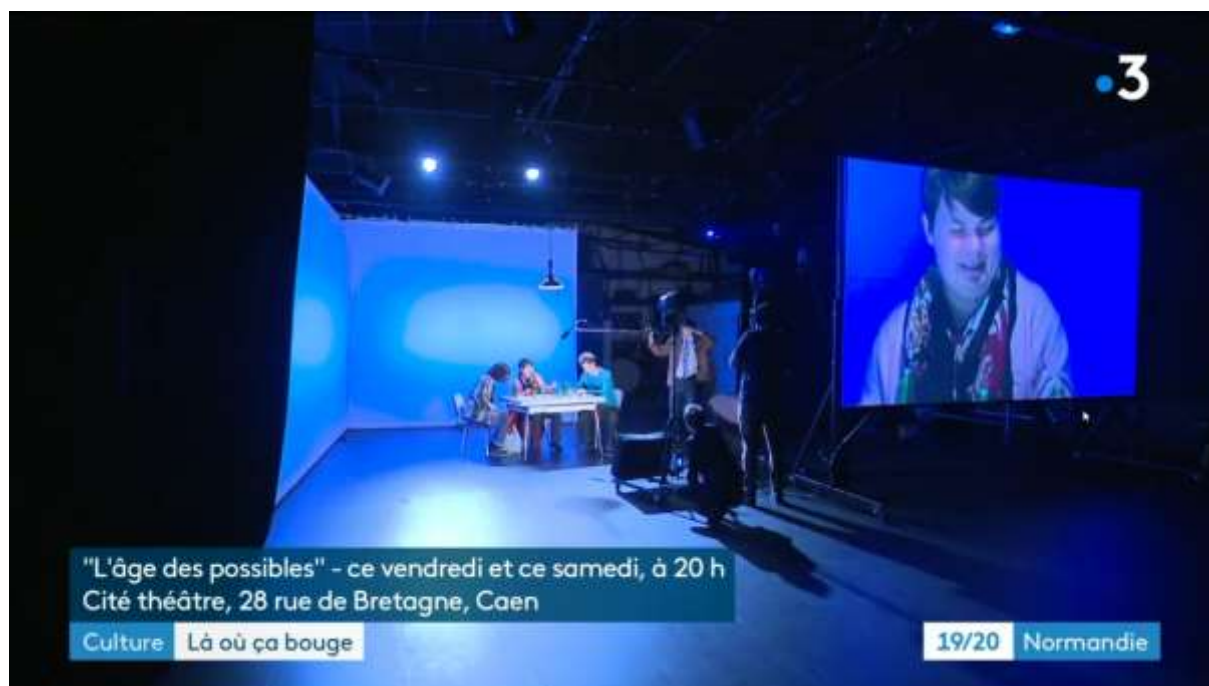 3
"L'âge des possibles" - ce vendredi et ce samedi, à 20 h
Cité théâtre, 28 rue de Bretagne, Caen
Culture Là où ça bouge
19/20 Normandie